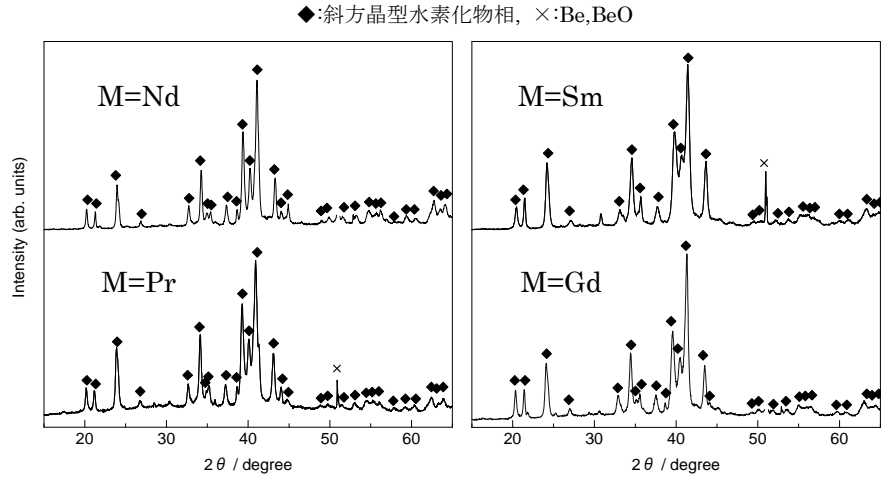 ◆:斜方晶型水素化物相, ×:Be,BeO
Intensity (arb. units)
M=Nd
M=Pr
20 30 40 50 60
2θ / degree
M=Sm
M=Gd
20 30 40 50 60
2θ / degree